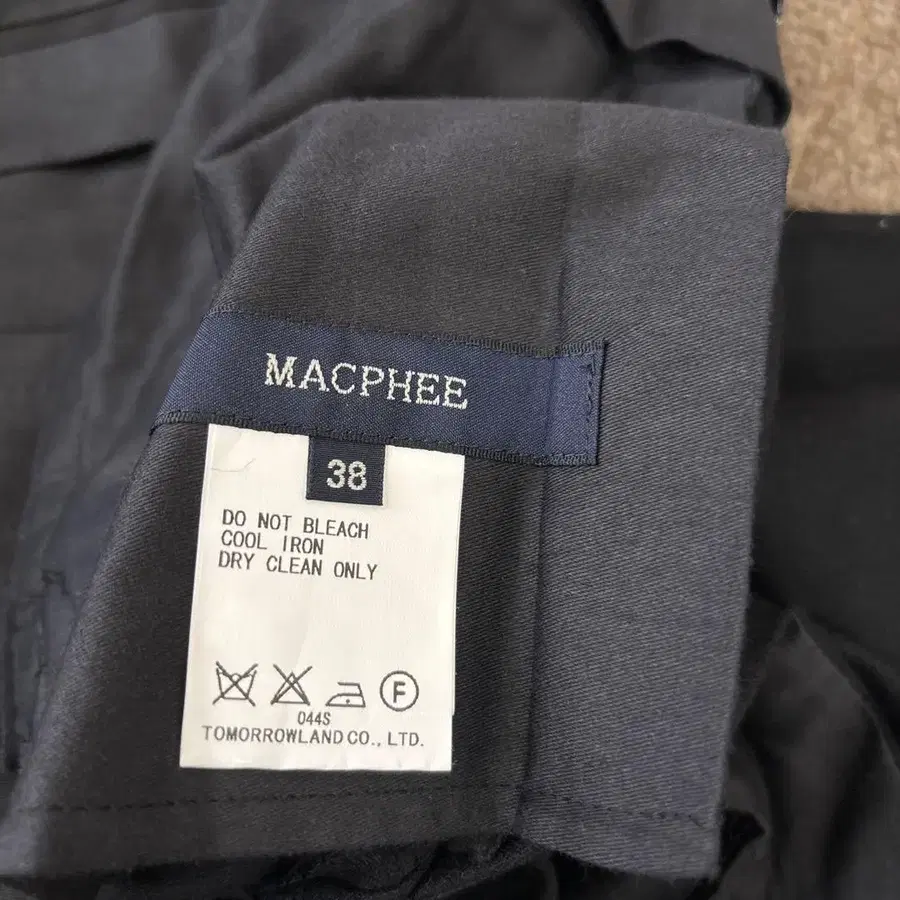 MACPHEE
38
DO NOT BLEACH
COOL IRON
DRY CLEAN ONLY
F
044S
TOMORROWLAND CO., LTD.